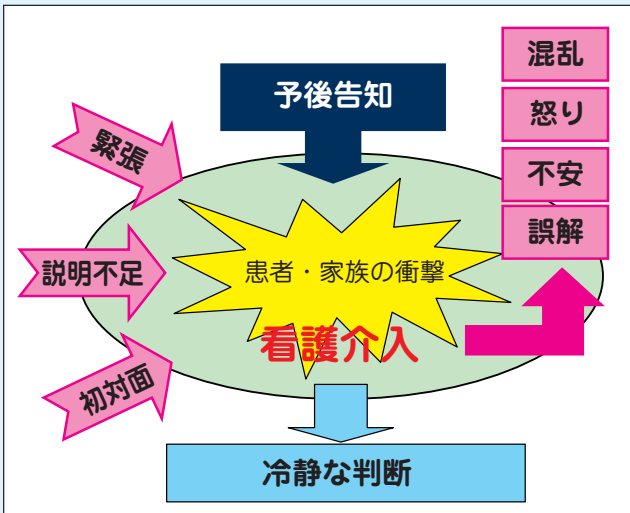 混乱
予後告知
怒り
緊張
不安
誤解
説明不足
患者・家族の衝撃
看護介入
初対面
冷静な判断